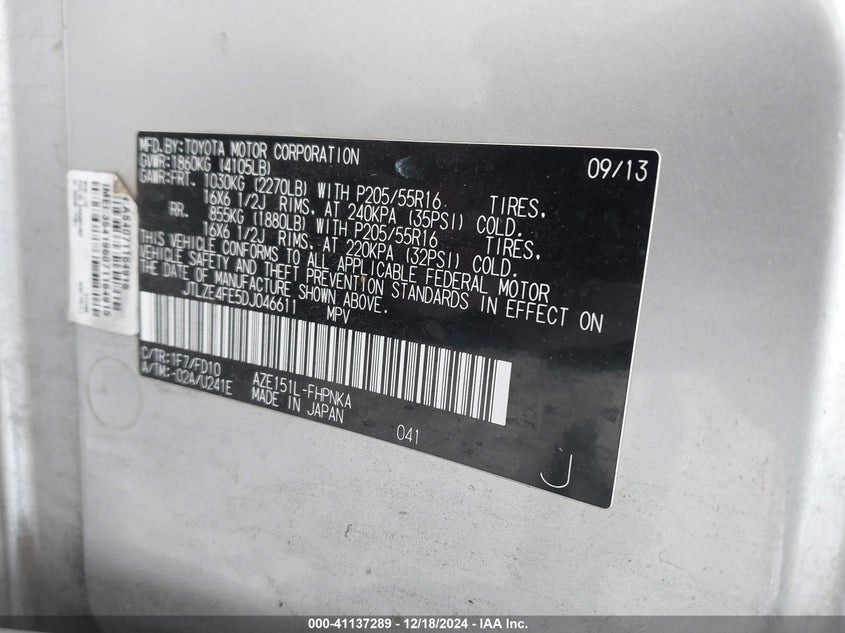 MFD.BY:TOYOTA MOTOR CORPORATION 09/13
GVWR:1860KG (4105LB)
GAWR:FRT. 1030KG (2270LB) WITH P205/55R16 TIRES,
16X6 1/2J RIMS, AT 240KPA (35PSI) COLD.
RR. 855KG (1880LB) WITH P205/55R16 TIRES,
16X6 1/2J RIMS, AT 220KPA (32PSI) COLD.
THIS VEHICLE CONFORMS TO ALL APPLICABLE FEDERAL MOTOR
VEHICLE SAFETY AND THEFT PREVENTION STANDARDS IN EFFECT ON
THE DATE OF MANUFACTURE SHOWN ABOVE.
JTLZE4FE5DJ046611 MPV
C/TR:1F7/FD10
A/TM:-02A/U241E
AZE151L-FHPNKA
MADE IN JAPAN
041
J
000-41137289 - 12/18/2024 - IAA Inc.